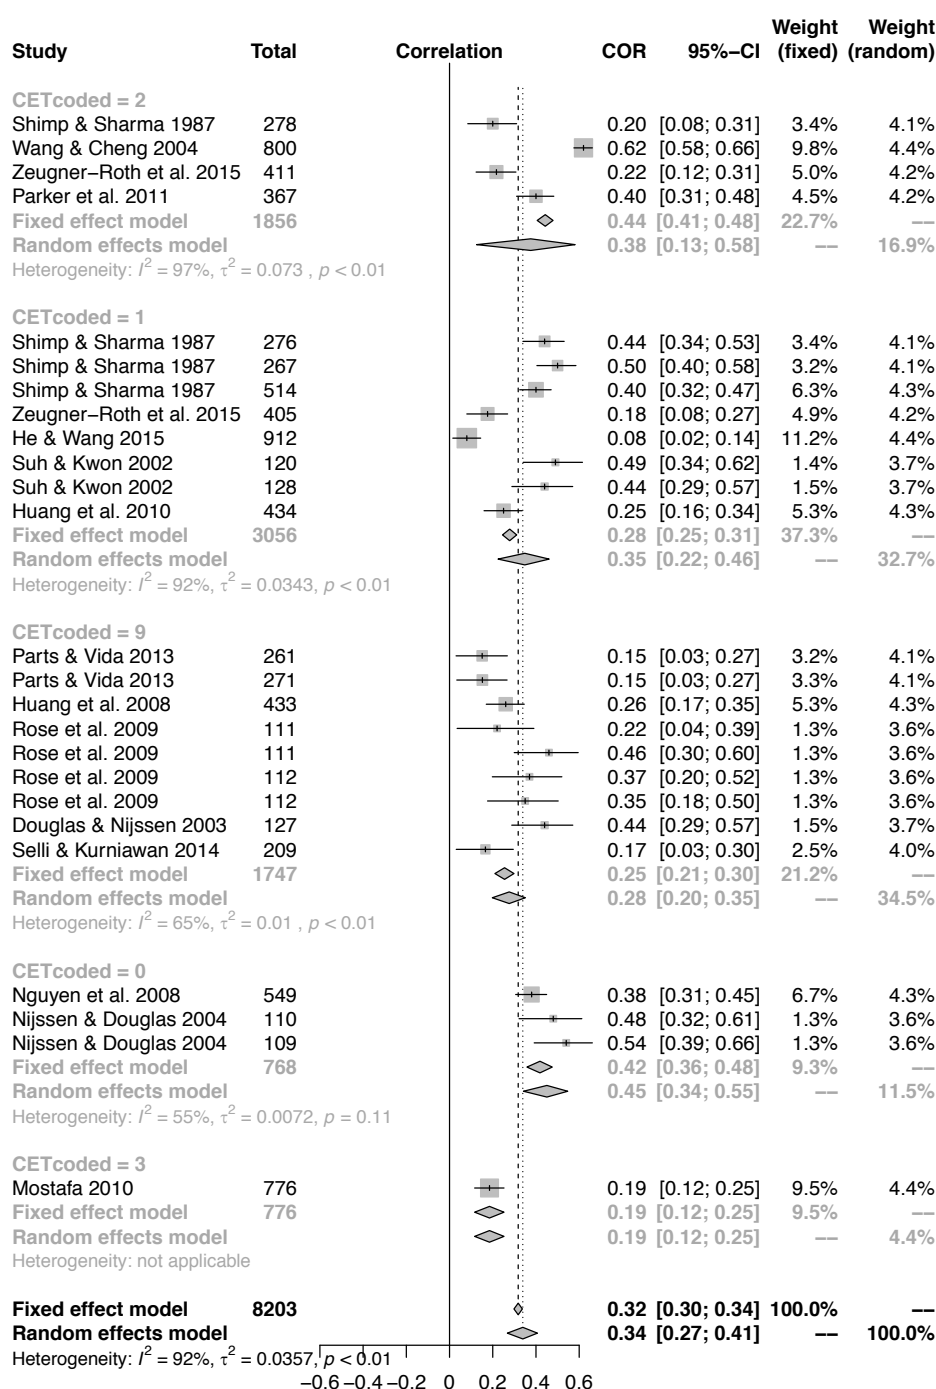 Weight Weight
Study Total Correlation COR 95%−CI (fixed) (random)
CETcoded = 2
Shimp & Sharma 1987 278 0.20 [0.08; 0.31] 3.4% 4.1%
Wang & Cheng 2004 800 0.62 [0.58; 0.66] 9.8% 4.4%
Zeugner−Roth et al. 2015 411 0.22 [0.12; 0.31] 5.0% 4.2%
Parker et al. 2011 367 0.40 [0.31; 0.48] 4.5% 4.2%
Fixed effect model 1856 0.44 [0.41; 0.48] 22.7% −−
Random effects model 0.38 [0.13; 0.58] −− 16.9%
Heterogeneity: I² = 97%, τ² = 0.073 , p < 0.01
CETcoded = 1
Shimp & Sharma 1987 276 0.44 [0.34; 0.53] 3.4% 4.1%
Shimp & Sharma 1987 267 0.50 [0.40; 0.58] 3.2% 4.1%
Shimp & Sharma 1987 514 0.40 [0.32; 0.47] 6.3% 4.3%
Zeugner−Roth et al. 2015 405 0.18 [0.08; 0.27] 4.9% 4.2%
He & Wang 2015 912 0.08 [0.02; 0.14] 11.2% 4.4%
Suh & Kwon 2002 120 0.49 [0.34; 0.62] 1.4% 3.7%
Suh & Kwon 2002 128 0.44 [0.29; 0.57] 1.5% 3.7%
Huang et al. 2010 434 0.25 [0.16; 0.34] 5.3% 4.3%
Fixed effect model 3056 0.28 [0.25; 0.31] 37.3% −−
Random effects model 0.35 [0.22; 0.46] −− 32.7%
Heterogeneity: I² = 92%, τ² = 0.0343, p < 0.01
CETcoded = 9
Parts & Vida 2013 261 0.15 [0.03; 0.27] 3.2% 4.1%
Parts & Vida 2013 271 0.15 [0.03; 0.27] 3.3% 4.1%
Huang et al. 2008 433 0.26 [0.17; 0.35] 5.3% 4.3%
Rose et al. 2009 111 0.22 [0.04; 0.39] 1.3% 3.6%
Rose et al. 2009 111 0.46 [0.30; 0.60] 1.3% 3.6%
Rose et al. 2009 112 0.37 [0.20; 0.52] 1.3% 3.6%
Rose et al. 2009 112 0.35 [0.18; 0.50] 1.3% 3.6%
Douglas & Nijssen 2003 127 0.44 [0.29; 0.57] 1.5% 3.7%
Selli & Kurniawan 2014 209 0.17 [0.03; 0.30] 2.5% 4.0%
Fixed effect model 1747 0.25 [0.21; 0.30] 21.2% −−
Random effects model 0.28 [0.20; 0.35] −− 34.5%
Heterogeneity: I² = 65%, τ² = 0.01 , p < 0.01
CETcoded = 0
Nguyen et al. 2008 549 0.38 [0.31; 0.45] 6.7% 4.3%
Nijssen & Douglas 2004 110 0.48 [0.32; 0.61] 1.3% 3.6%
Nijssen & Douglas 2004 109 0.54 [0.39; 0.66] 1.3% 3.6%
Fixed effect model 768 0.42 [0.36; 0.48] 9.3% −−
Random effects model 0.45 [0.34; 0.55] −− 11.5%
Heterogeneity: I² = 55%, τ² = 0.0072, p = 0.11
CETcoded = 3
Mostafa 2010 776 0.19 [0.12; 0.25] 9.5% 4.4%
Fixed effect model 776 0.19 [0.12; 0.25] 9.5% −−
Random effects model 0.19 [0.12; 0.25] −− 4.4%
Heterogeneity: not applicable
Fixed effect model 8203 0.32 [0.30; 0.34] 100.0% −−
Random effects model 0.34 [0.27; 0.41] −− 100.0%
Heterogeneity: I² = 92%, τ² = 0.0357, p < 0.01
−0.6 −0.4 −0.2 0 0.2 0.4 0.6